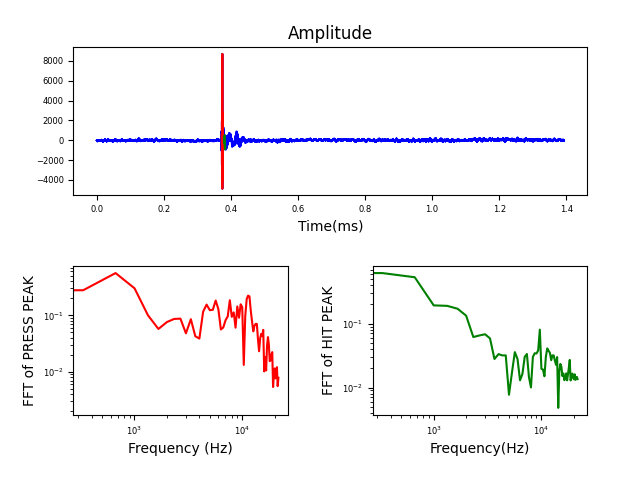 Amplitude
8000
6000
4000
2000
0
−2000
−4000
0.0 0.2 0.4 0.6 0.8 1.0 1.2 1.4
Time(ms)
FFT of PRESS PEAK
10⁻¹
10⁻²
10³ 10⁴
Frequency (Hz)
FFT of HIT PEAK
10⁻¹
10⁻²
10³ 10⁴
Frequency(Hz)